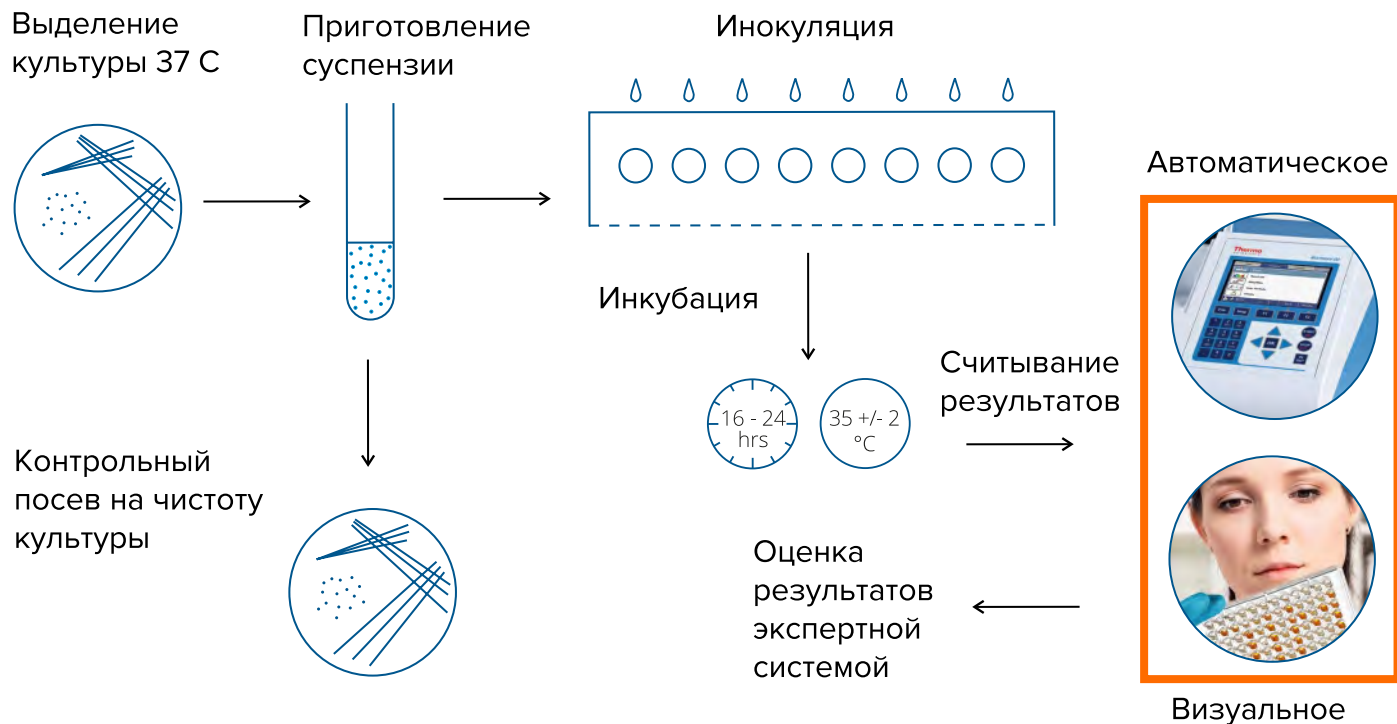 Выделение
культуры 37 C
Приготовление
суспензии
Инокуляция
Автоматическое
Thermo
Инкубация
16 - 24
hrs
35 +/- 2
°C
Считывание
результатов
Контрольный
посев на чистоту
культуры
Оценка
результатов
экспертной
системой
Визуальное